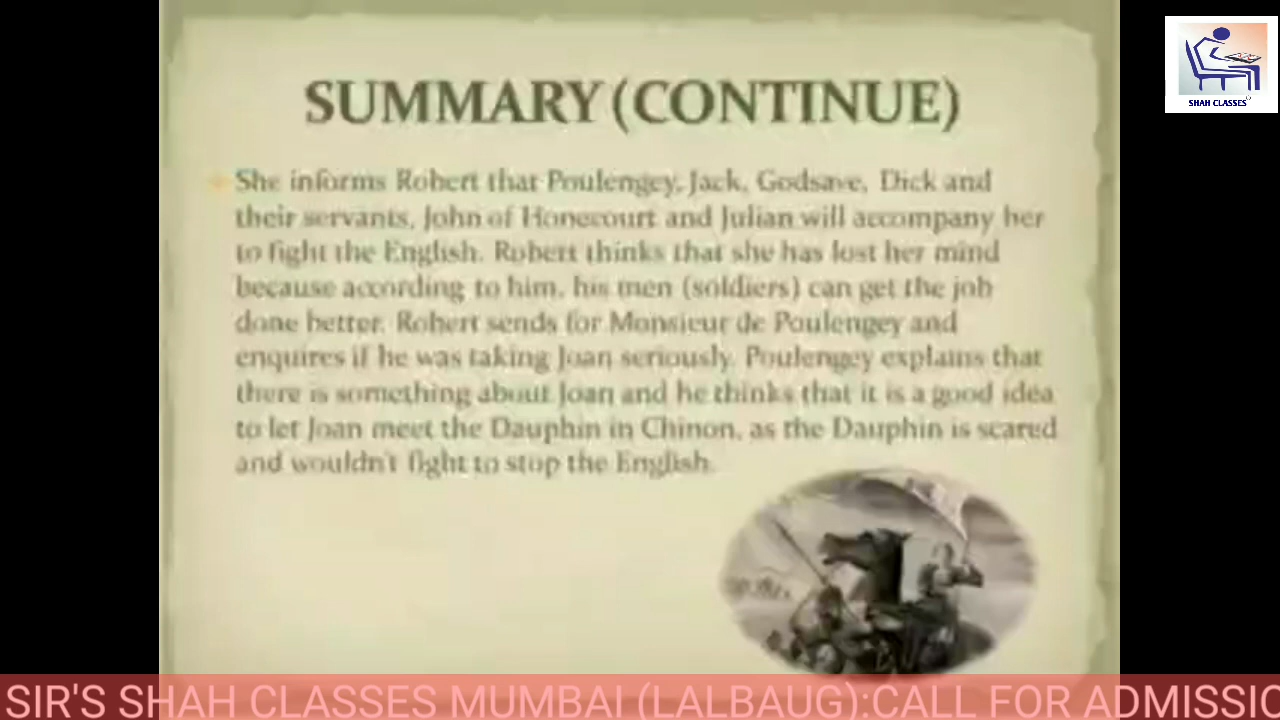 SHAH CLASSES
SUMMARY (CONTINUE)
She informs Robert that Poulengey, Jack, Godsave, Dick and
their servants, John of Honecourt and Julian will accompany her
to fight the English. Robert thinks that she has lost her mind
because according to him, his men (soldiers) can get the job
done better. Robert sends for Monsieur de Poulengey and
enquires if he was taking Joan seriously. Poulengey explains that
there is something about Joan and he thinks that it is a good idea
to let Joan meet the Dauphin in Chinon, as the Dauphin is scared
and wouldn't fight to stop the English.
SIR'S SHAH CLASSES MUMBAI (LALBAUG):CALL FOR ADMISSIO